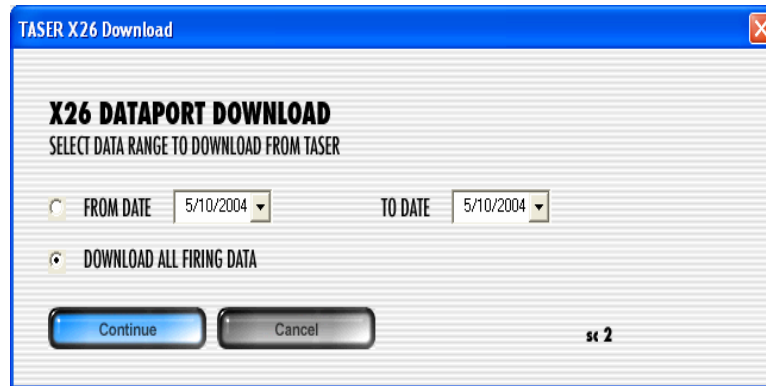 TASER X26 Download
X26 DATAPORT DOWNLOAD
SELECT DATA RANGE TO DOWNLOAD FROM TASER
FROM DATE 5/10/2004 TO DATE 5/10/2004
DOWNLOAD ALL FIRING DATA
Continue Cancel sc 2